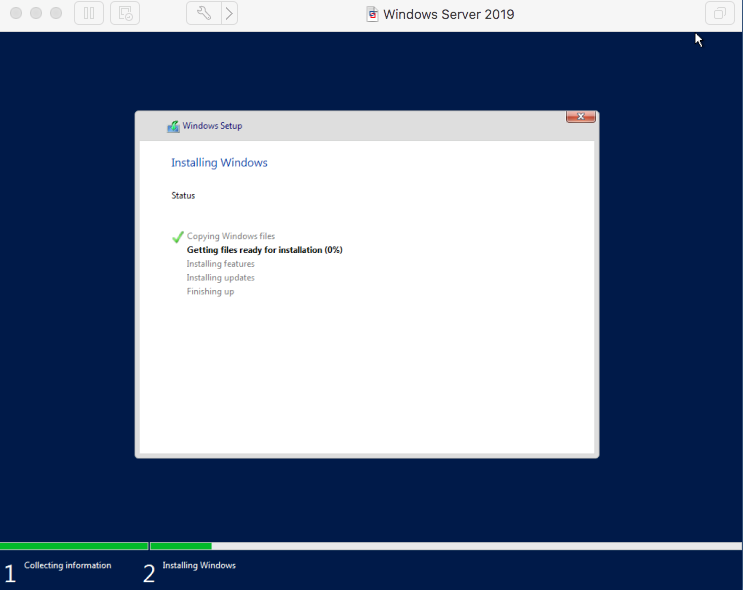 Windows Server 2019
Windows Setup
Installing Windows
Status
Copying Windows files
Getting files ready for installation (0%)
Installing features
Installing updates
Finishing up
1 Collecting information
2 Installing Windows